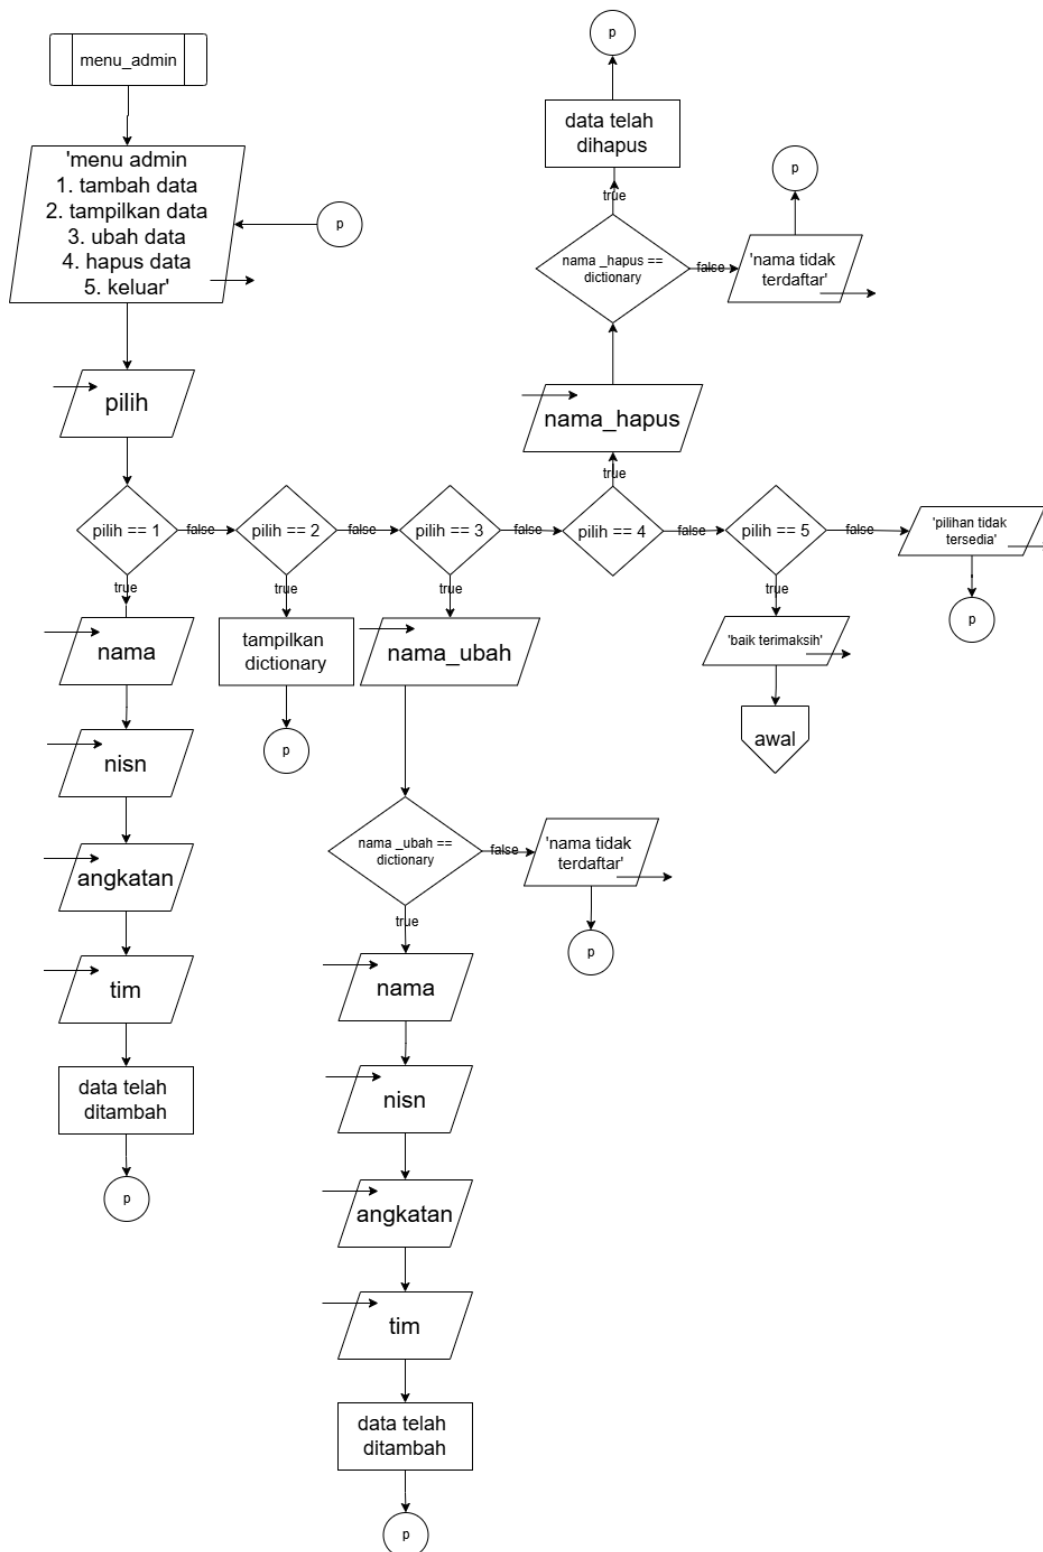 menu_admin
'menu admin
1. tambah data
2. tampilkan data
3. ubah data
4. hapus data
5. keluar'
p
pilih
pilih == 1
false
pilih == 2
false
pilih == 3
false
pilih == 4
false
pilih == 5
false
'pilihan tidak
tersedia'
p
true
nama
nisn
angkatan
tim
data telah
ditambah
p
true
tampilkan
dictionary
p
true
nama_ubah
nama _ubah ==
dictionary
false
'nama tidak
terdaftar'
p
true
nama
nisn
angkatan
tim
data telah
ditambah
p
true
nama_hapus
nama _hapus ==
dictionary
false
'nama tidak
terdaftar'
p
true
data telah
dihapus
p
true
'baik terimaksih'
awal